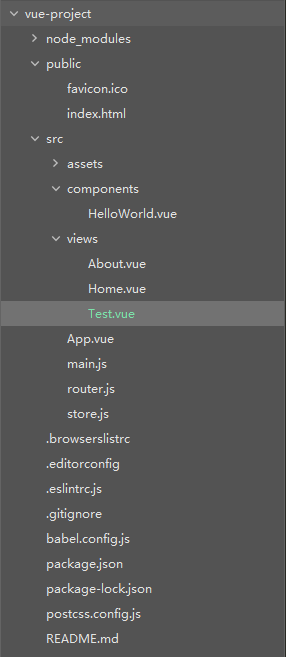 vue-project
node_modules
public
favicon.ico
index.html
src
assets
components
HelloWorld.vue
views
About.vue
Home.vue
Test.vue
App.vue
main.js
router.js
store.js
.browserslistrc
.editorconfig
.eslintrc.js
.gitignore
babel.config.js
package.json
package-lock.json
postcss.config.js
README.md